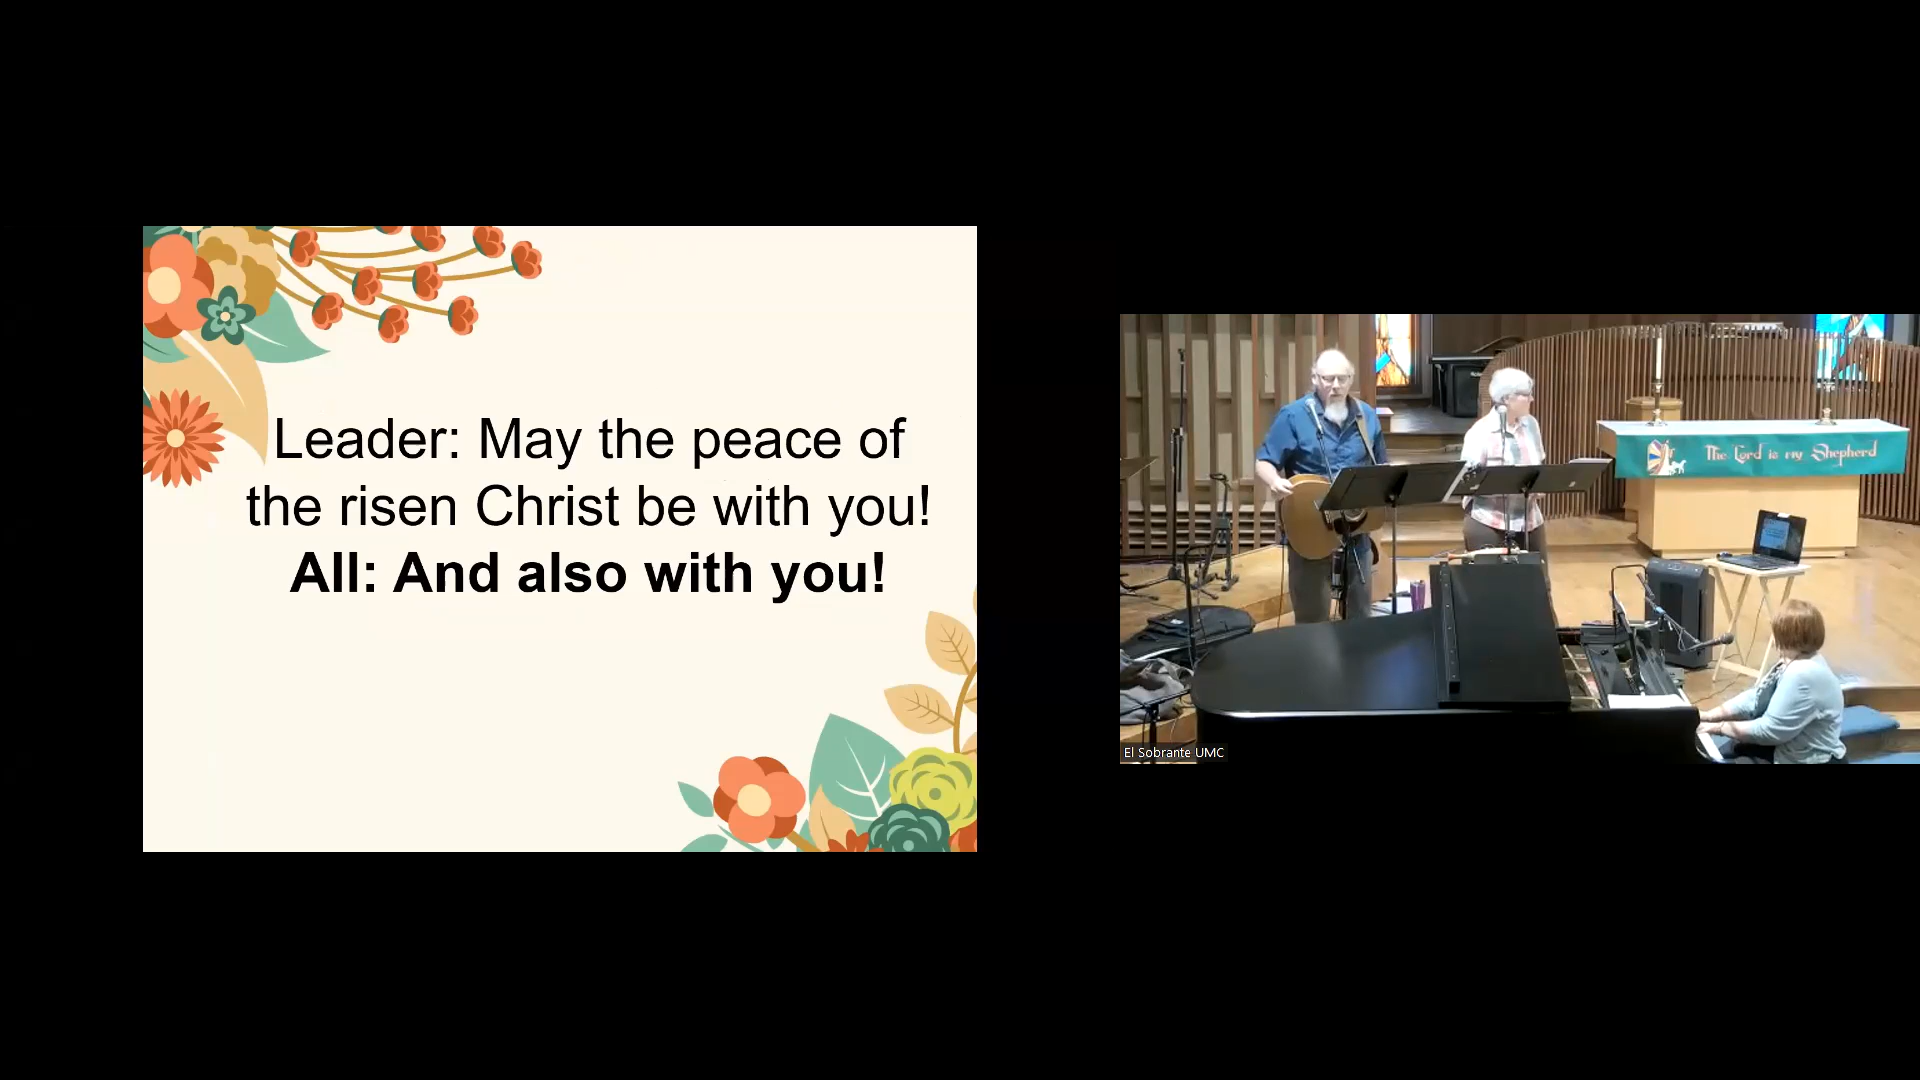 Leader: May the peace of
the risen Christ be with you!
All: And also with you!
The Lord is my Shepherd
El Sobrante UMC